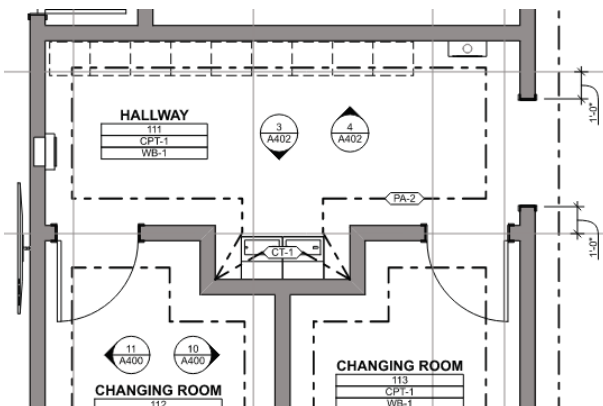 HALLWAY
111
CPT-1
WB-1
3
A402
4
A402
1'-0"
PA-2
CT-1
1'-0"
11
A400
10
A400
CHANGING ROOM
112
CHANGING ROOM
113
CPT-1
WB-1